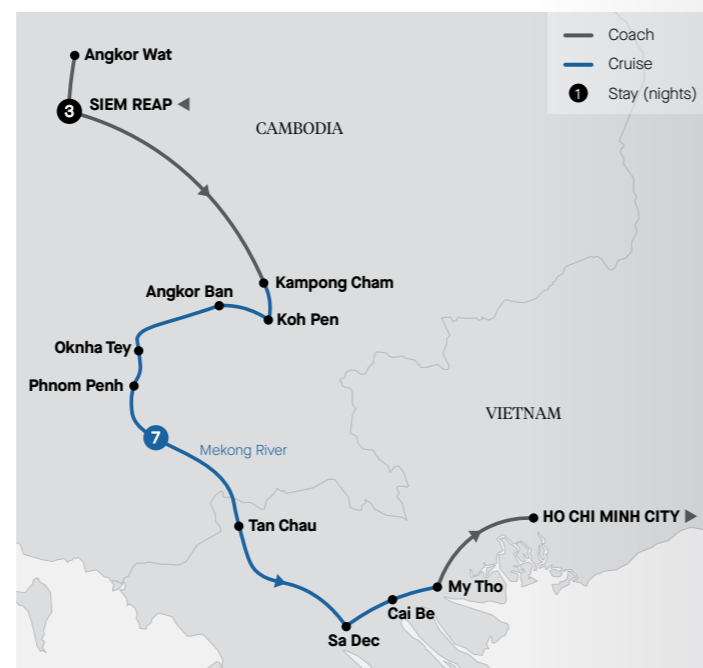 Coach
Cruise
1 Stay (nights)
Angkor Wat
3 SIEM REAP
CAMBODIA
Kampong Cham
Angkor Ban
Koh Pen
Oknha Tey
Phnom Penh
VIETNAM
7
Mekong River
HO CHI MINH CITY
Tan Chau
My Tho
Cai Be
Sa Dec